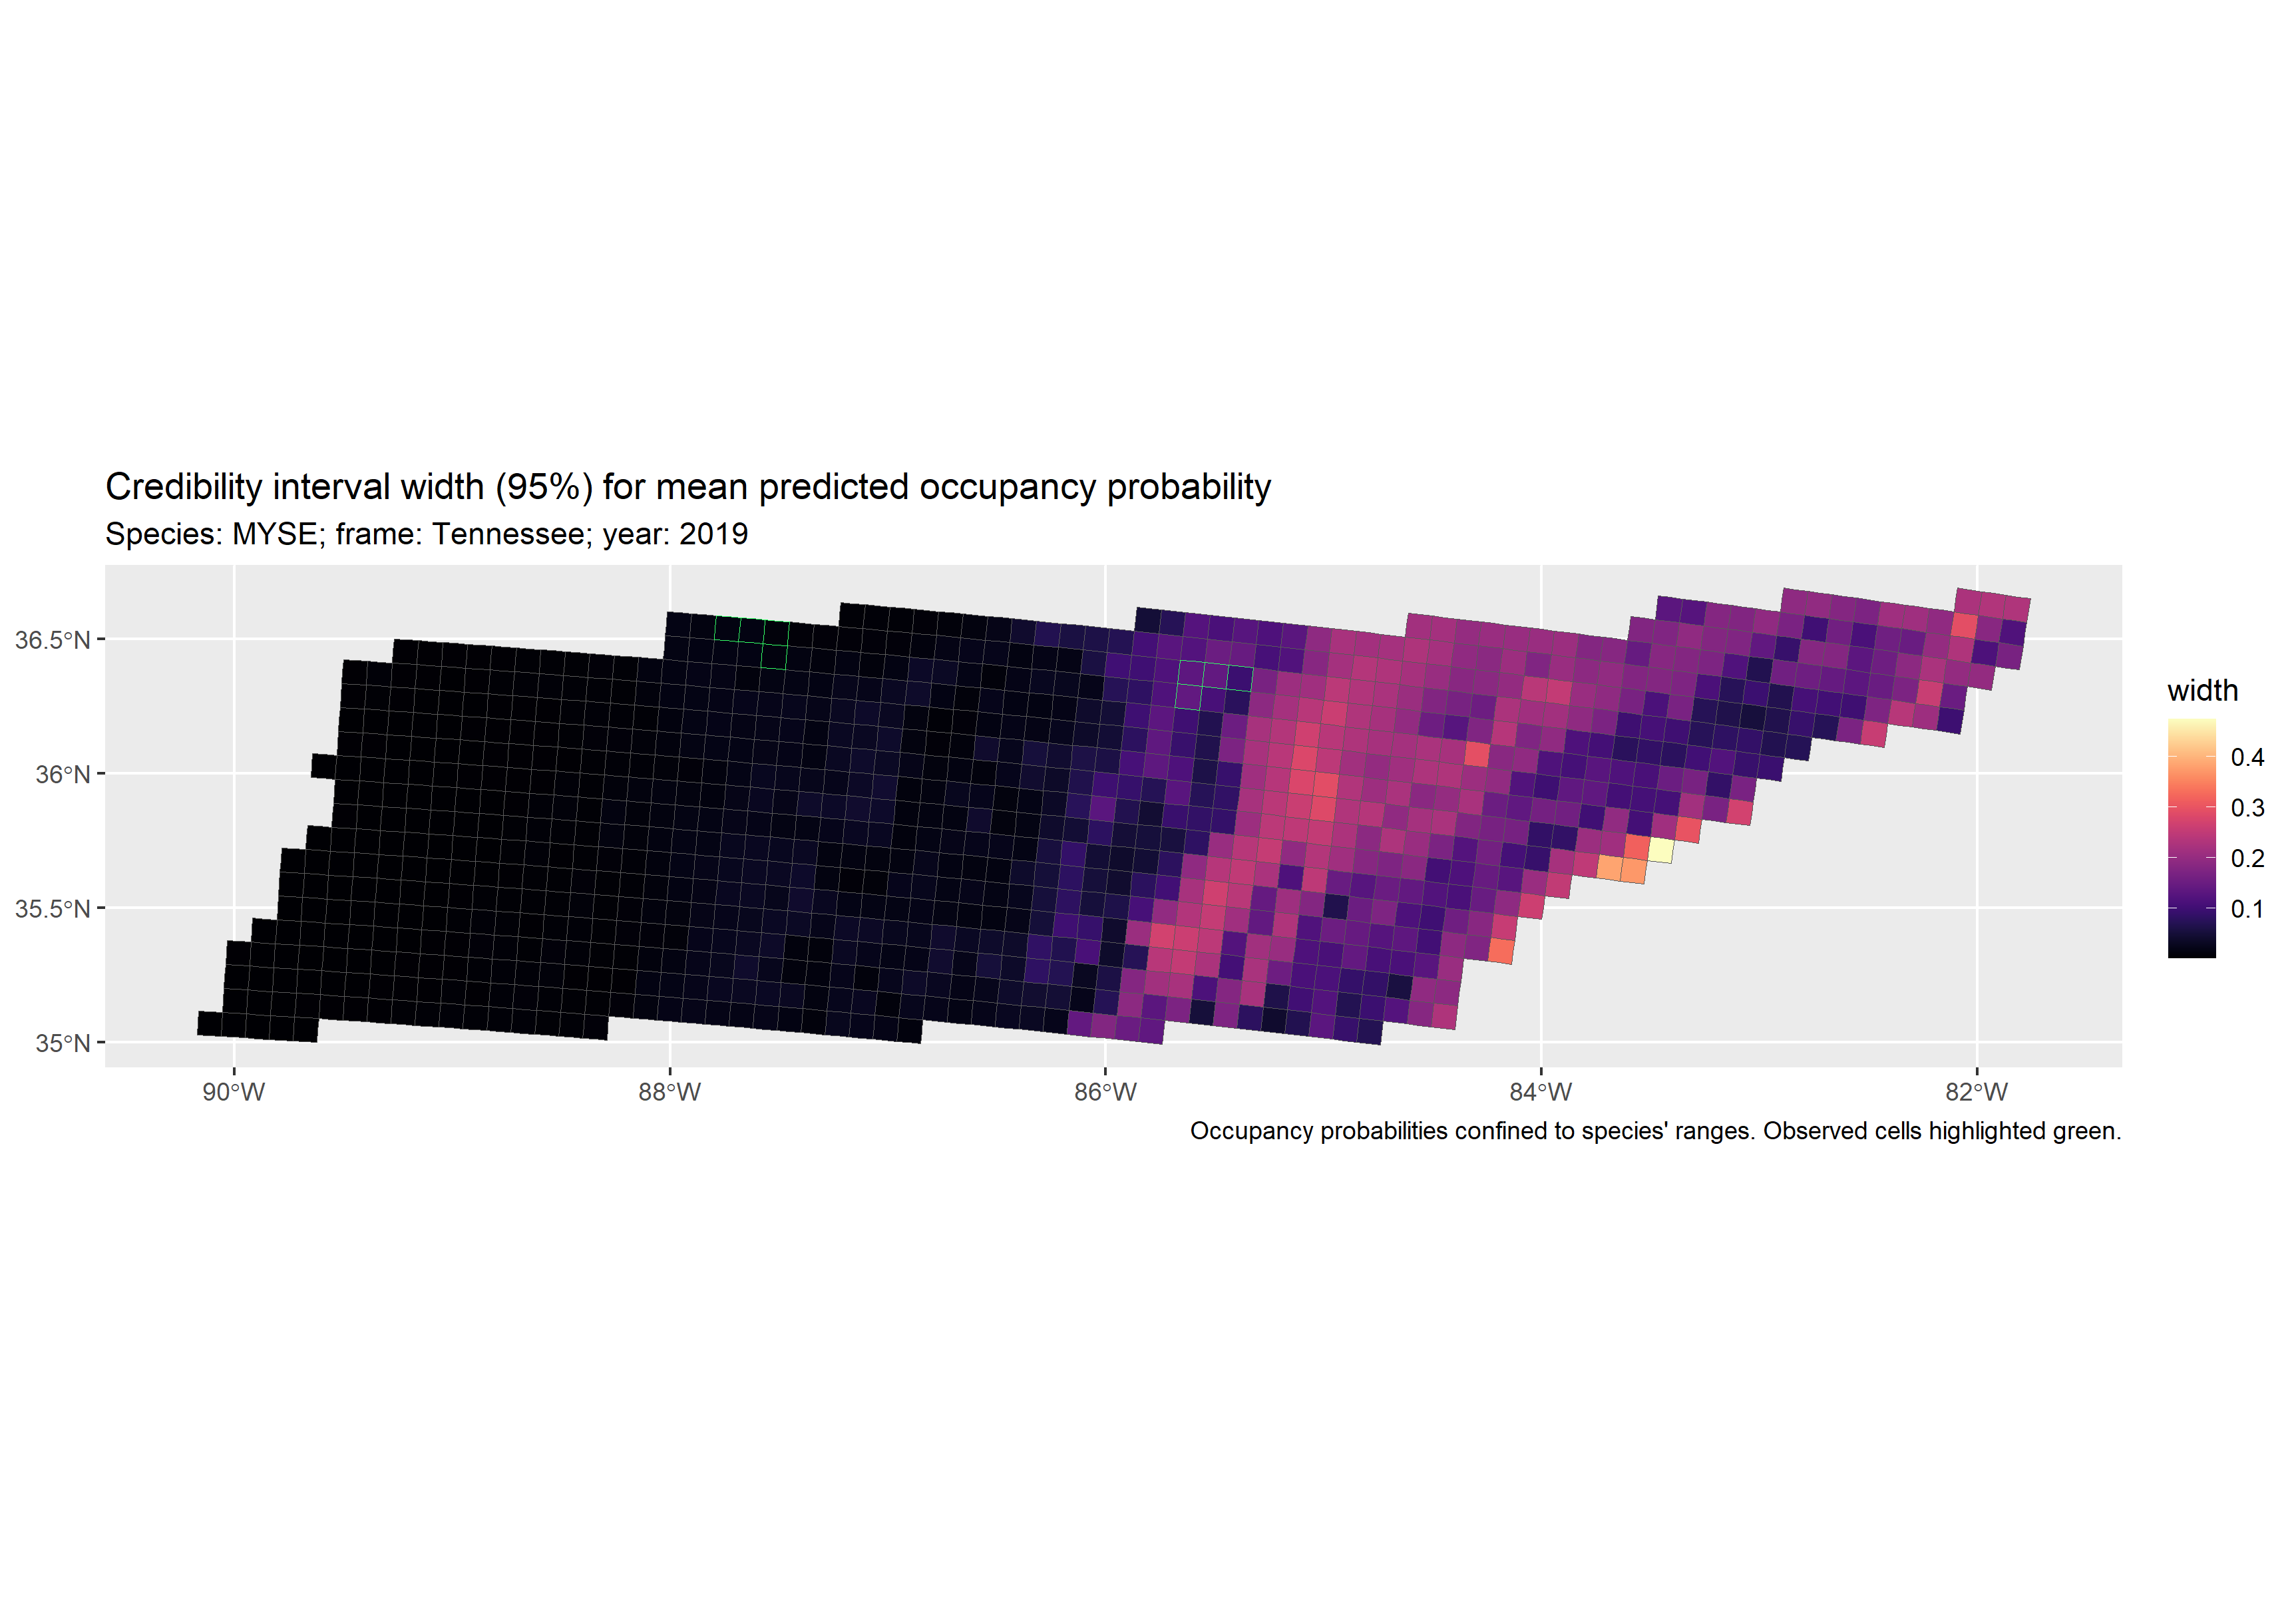 Credibility interval width (95%) for mean predicted occupancy probability
Species: MYSE; frame: Tennessee; year: 2019
36.5°N
36°N
35.5°N
35°N
90°W
88°W
86°W
84°W
82°W
width
0.4
0.3
0.2
0.1
Occupancy probabilities confined to species' ranges. Observed cells highlighted green.